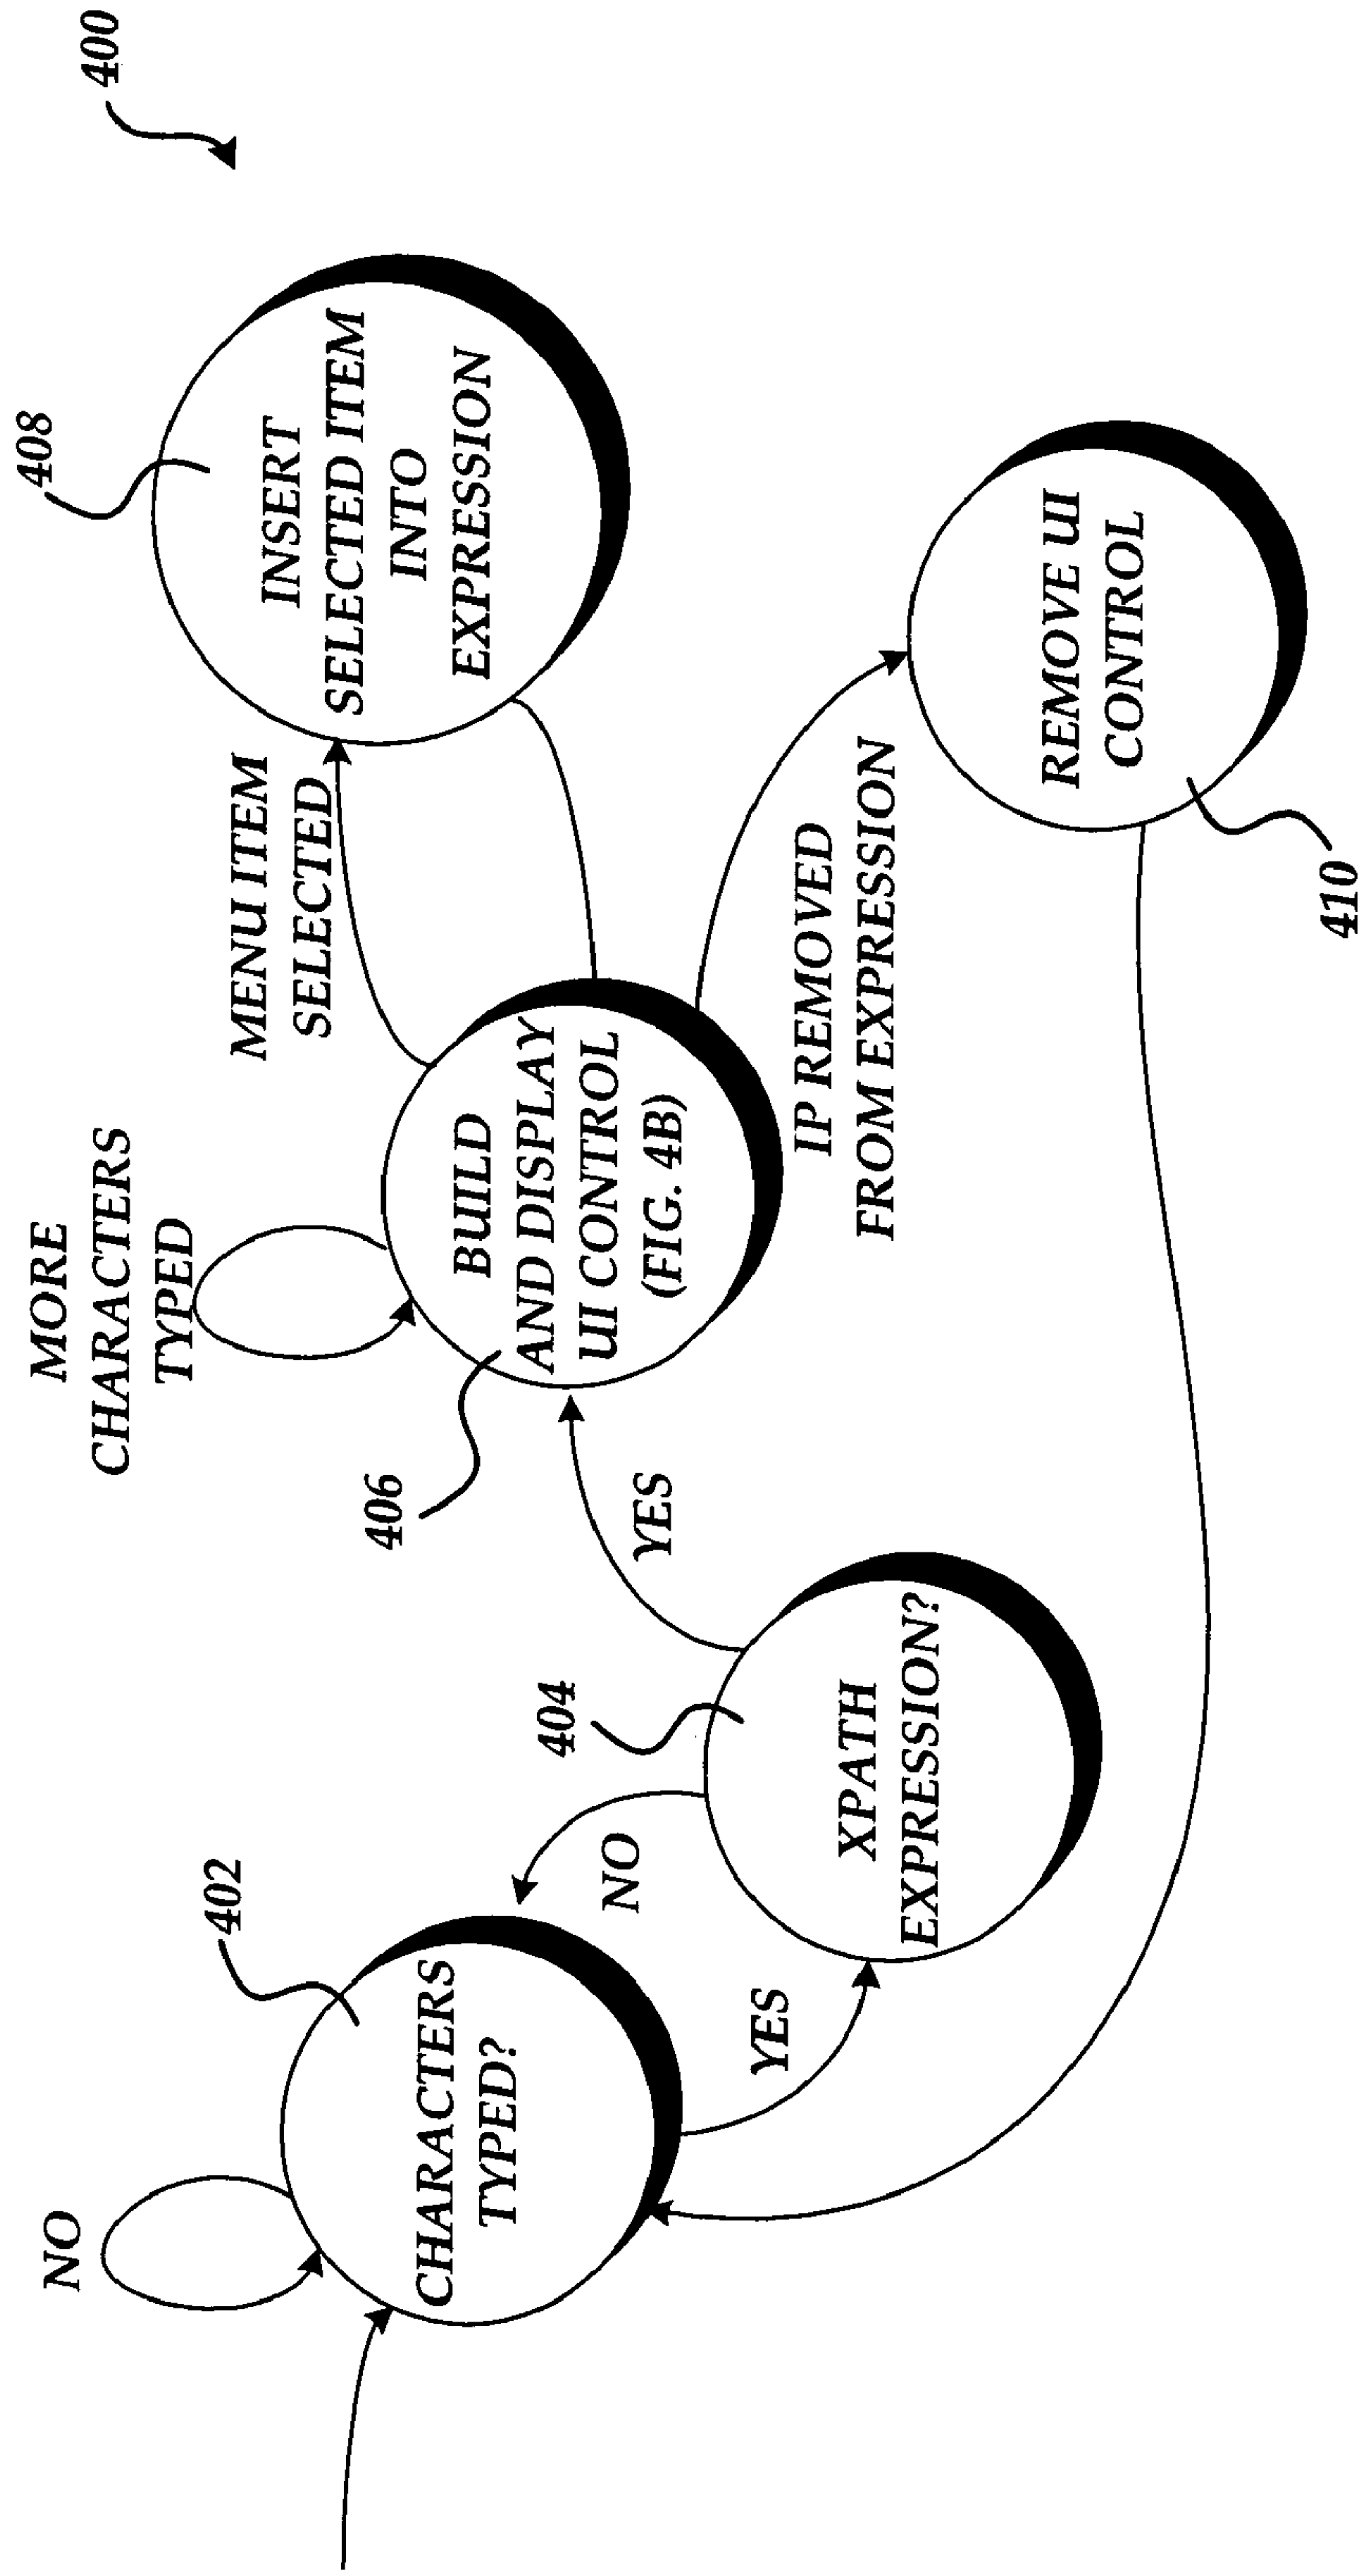 400
NO
402
CHARACTERS
TYPED?
YES
NO
404
XPATH
EXPRESSION?
YES
MORE
CHARACTERS
TYPED
406
BUILD
AND DISPLAY
UI CONTROL
(FIG. 4B)
MENU ITEM
SELECTED
408
INSERT
SELECTED ITEM
INTO
EXPRESSION
IP REMOVED
FROM EXPRESSION
REMOVE UI
CONTROL
410